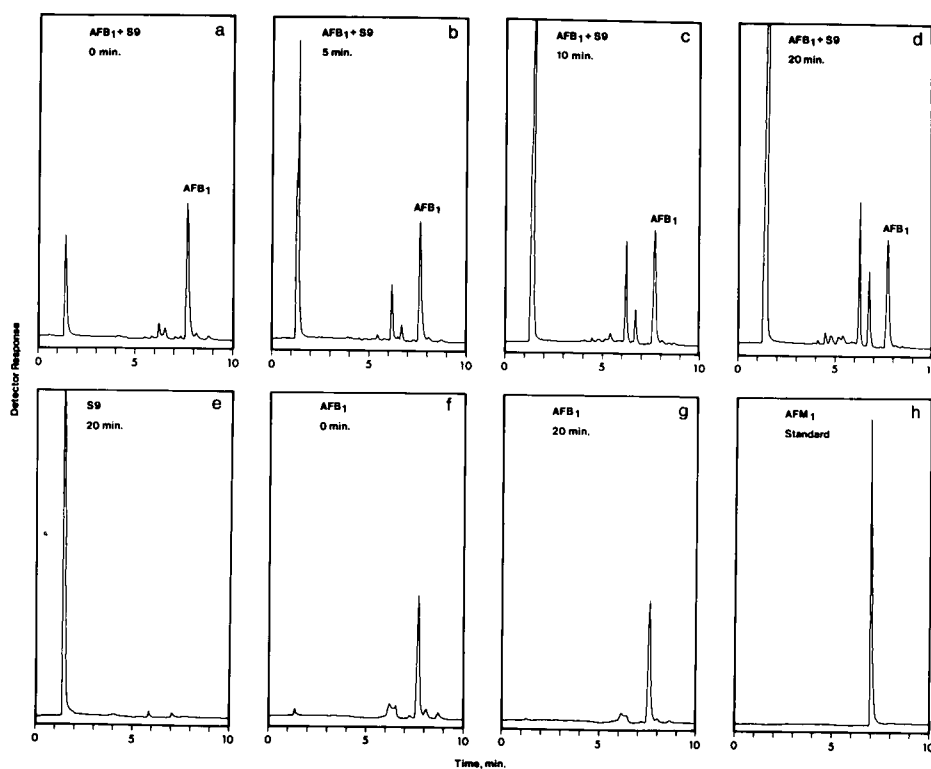 a
AFB₁ + S9
0 min.
AFB₁
0 5 10
b
AFB₁ + S9
5 min.
AFB₁
0 5 10
c
AFB₁ + S9
10 min.
AFB₁
0 5 10
d
AFB₁ + S9
20 min.
AFB₁
0 5 10
Detector Response
e
S9
20 min.
0 5 10
f
AFB₁
0 min.
0 5 10
g
AFB₁
20 min.
0 5 10
h
AFM₁
Standard
0 5 10
Time, min.